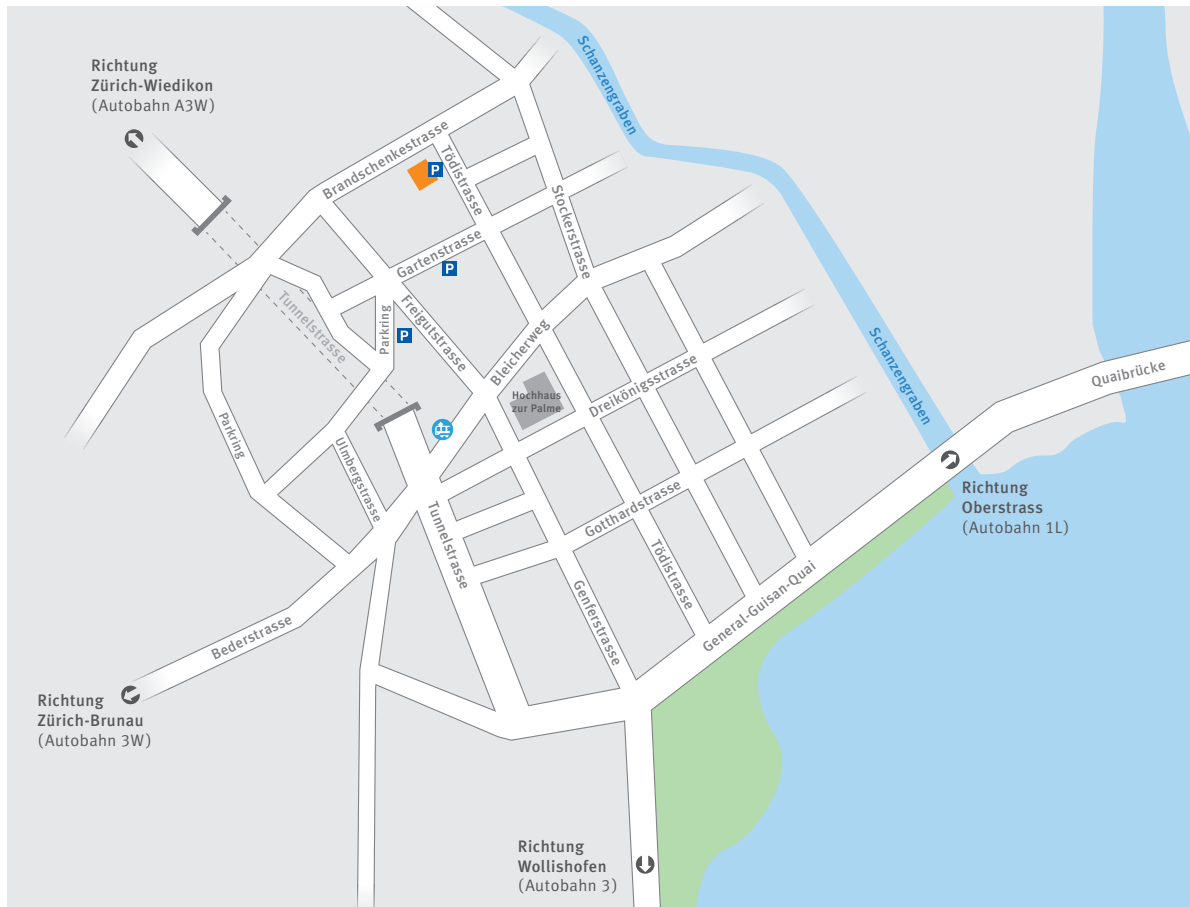 Richtung
Zürich-Wiedikon
(Autobahn A3W)
Schanzengraben
Brandschenkestrasse
P
Tödistrasse
Stockerstrasse
Gartenstrasse
P
Tunnelstrasse
Parkring
P
Freigutstrasse
Bleicherweg
Hochhaus
zur Palme
Dreikönigsstrasse
Schanzengraben
Quaibrücke
Parkring
Ulmbergstrasse
Tunnelstrasse
Gotthardstrasse
Richtung
Oberstrass
(Autobahn 1L)
Tödistrasse
Genferstrasse
General-Guisan-Quai
Bederstrasse
Richtung
Zürich-Brunau
(Autobahn 3W)
Richtung
Wollishofen
(Autobahn 3)